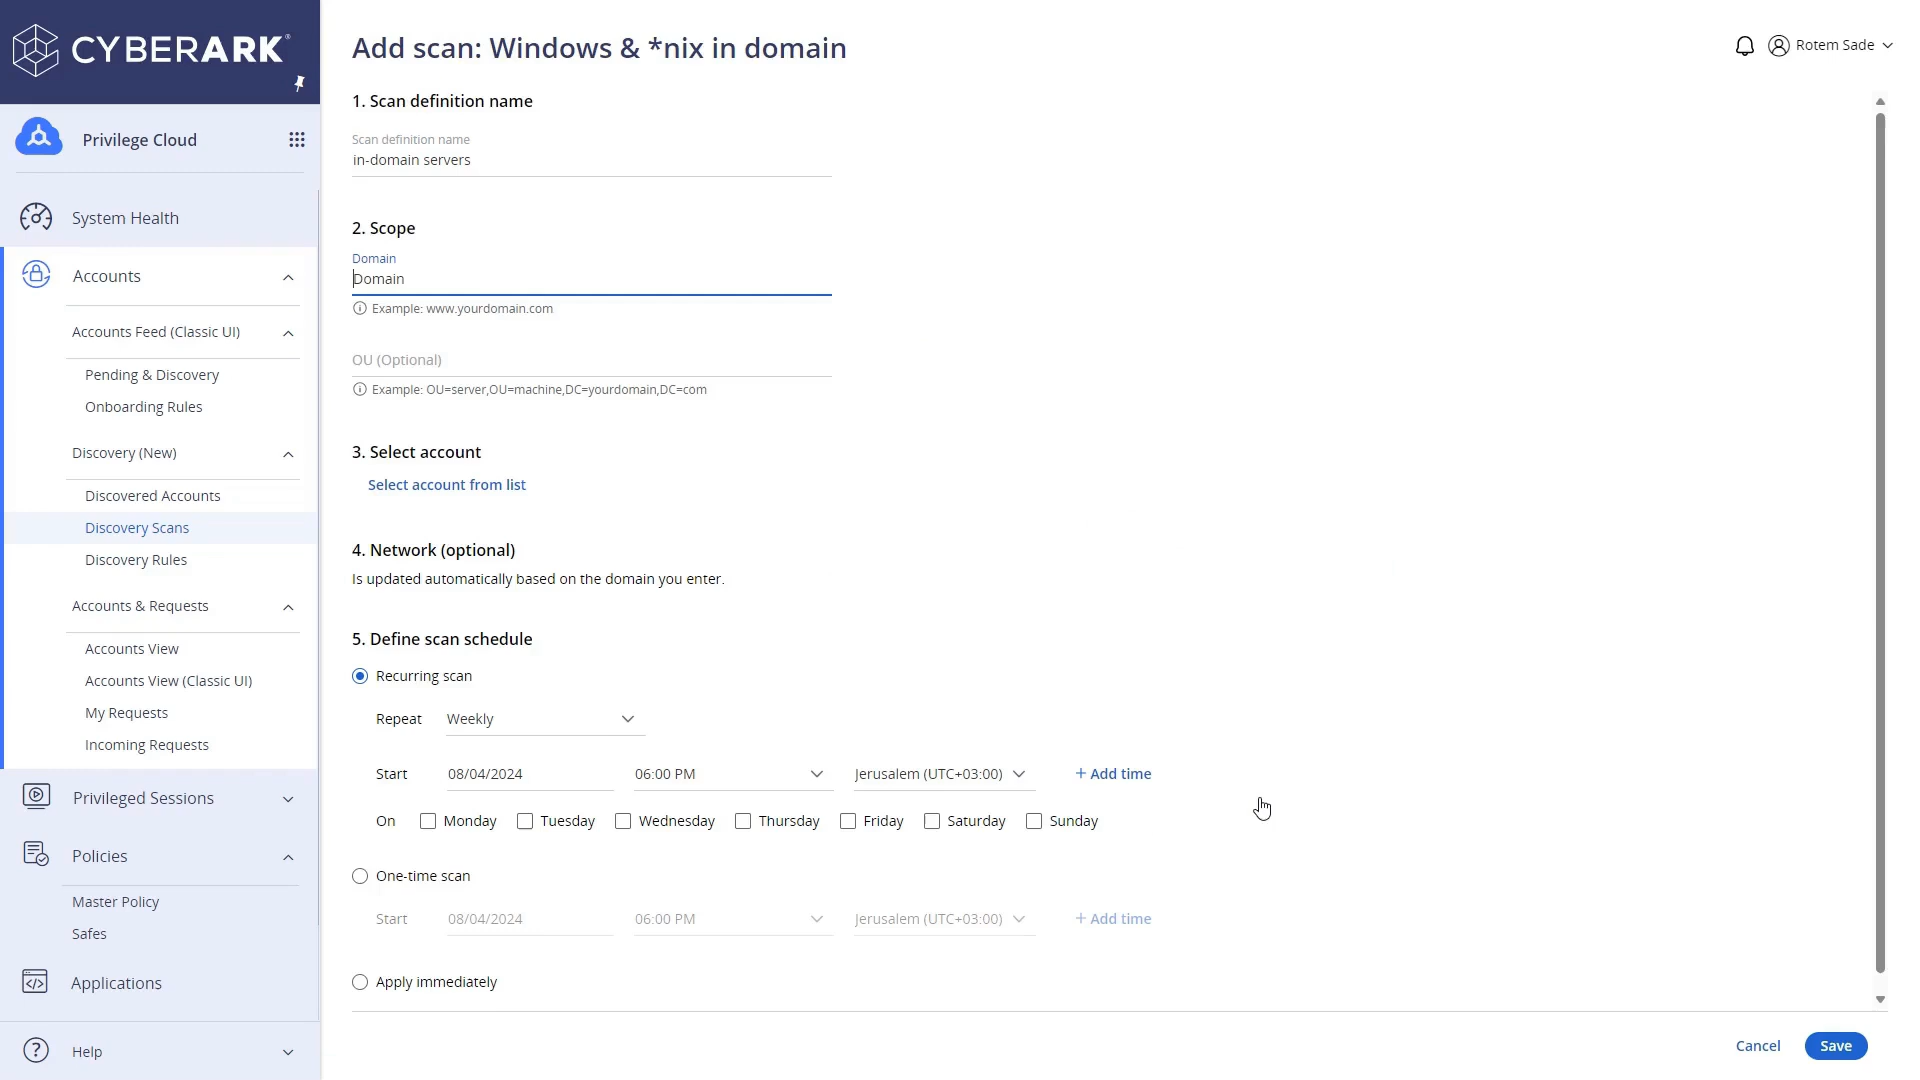 CYBERARK®
Privilege Cloud
System Health
Accounts
Accounts Feed (Classic UI)
Pending & Discovery
Onboarding Rules
Discovery (New)
Discovered Accounts
Discovery Scans
Discovery Rules
Accounts & Requests
Accounts View
Accounts View (Classic UI)
My Requests
Incoming Requests
Privileged Sessions
Policies
Master Policy
Safes
Applications
Help
Add scan: Windows & *nix in domain
Rotem Sade
1. Scan definition name
Scan definition name
in-domain servers
2. Scope
Domain
Domain
Example: www.yourdomain.com
OU (Optional)
Example: OU=server,OU=machine,DC=yourdomain,DC=com
3. Select account
Select account from list
4. Network (optional)
Is updated automatically based on the domain you enter.
5. Define scan schedule
Recurring scan
Repeat Weekly
Start 08/04/2024 06:00 PM Jerusalem (UTC+03:00) + Add time
On Monday Tuesday Wednesday Thursday Friday Saturday Sunday
One-time scan
Start 08/04/2024 06:00 PM Jerusalem (UTC+03:00) + Add time
Apply immediately
Cancel Save